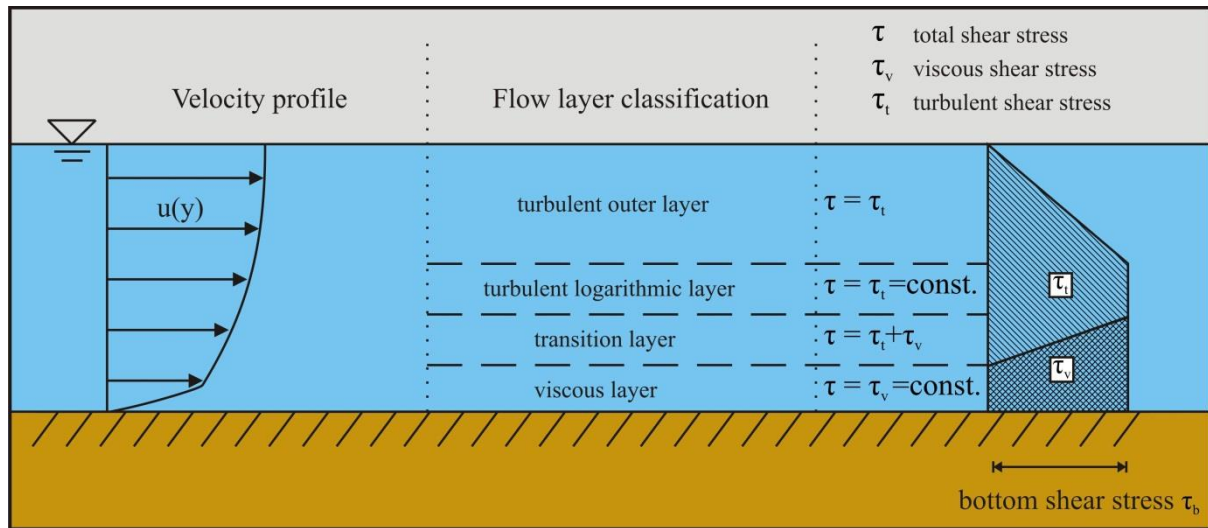 Velocity profile
Flow layer classification
τ total shear stress
τᵥ viscous shear stress
τₜ turbulent shear stress
u(y)
turbulent outer layer
τ = τₜ
turbulent logarithmic layer
τ = τₜ=const.
transition layer
τ = τₜ+τᵥ
viscous layer
τ = τᵥ=const.
τₜ
τᵥ
bottom shear stress τ_b